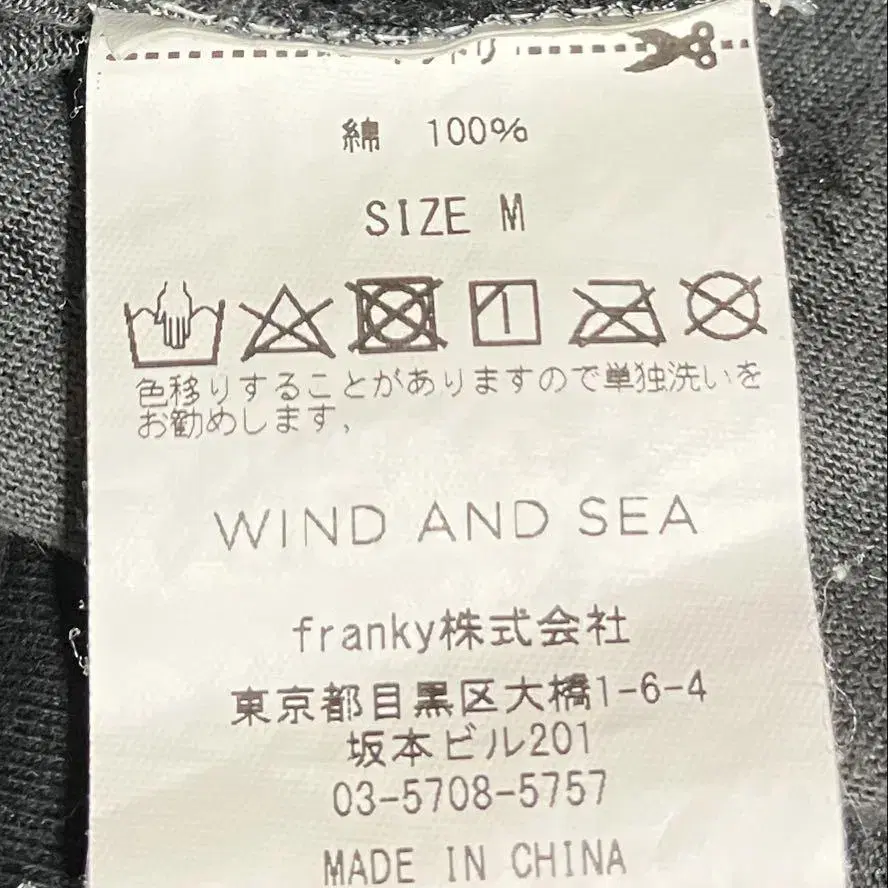 綿 100%
SIZE M
色移りすることがありますので単独洗いを
お勧めします,
WIND AND SEA
franky株式会社
東京都目黒区大橋1-6-4
坂本ビル201
03-5708-5757
MADE IN CHINA